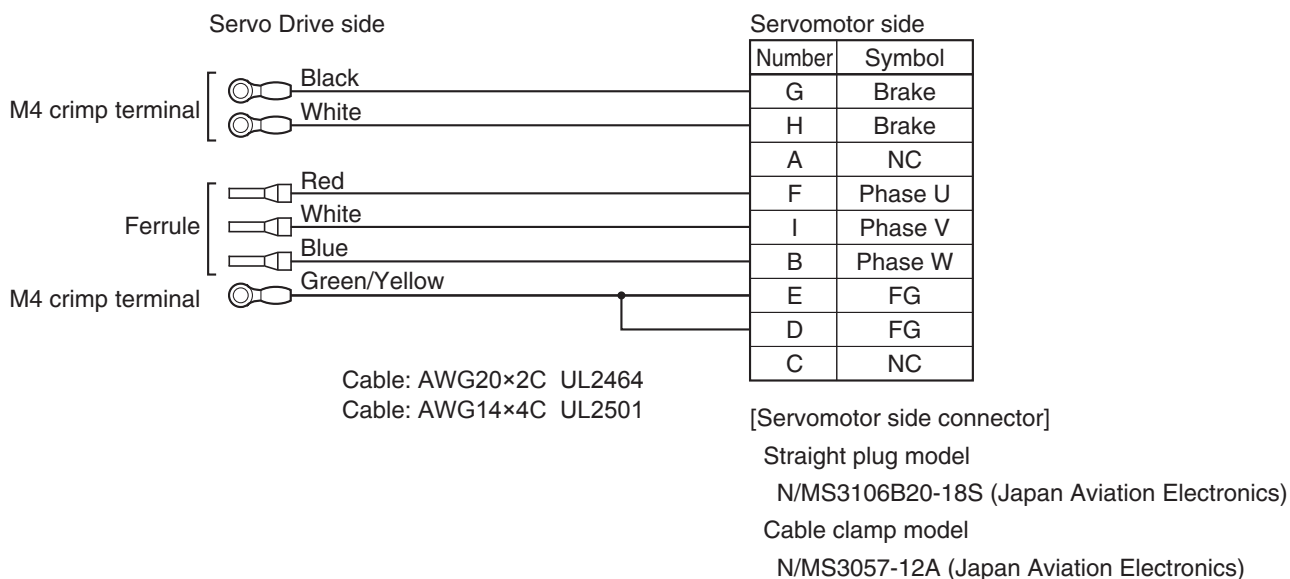 Servo Drive side
Servomotor side
Number Symbol
M4 crimp terminal
Black
G Brake
White
H Brake
A NC
Ferrule
Red
F Phase U
White
I Phase V
Blue
B Phase W
M4 crimp terminal
Green/Yellow
E FG
D FG
C NC
Cable: AWG20×2C UL2464
Cable: AWG14×4C UL2501
[Servomotor side connector]
Straight plug model
N/MS3106B20-18S (Japan Aviation Electronics)
Cable clamp model
N/MS3057-12A (Japan Aviation Electronics)